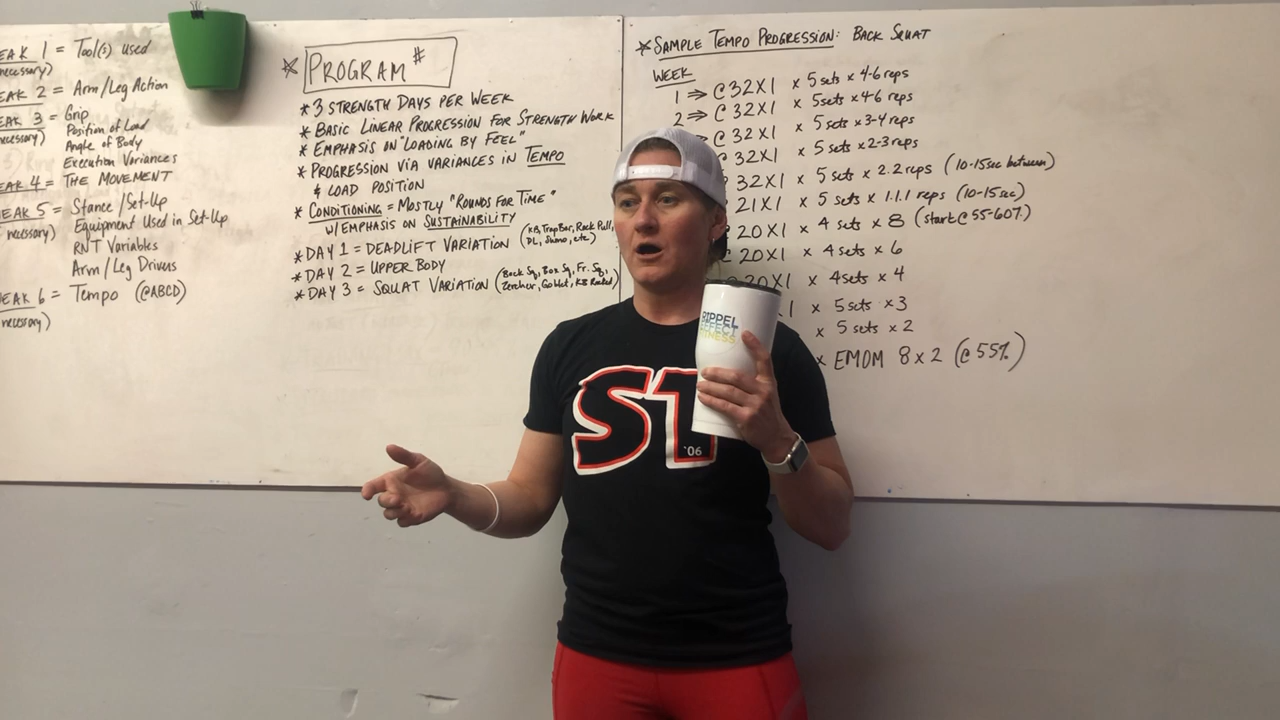 EAK 1 = Tool(s) used
necessary)
EAK 2 = Arm/Leg Action
necessary)
EAK 3 = Grip
necessary) Position of Load
Angle of Body
Execution Variances
EAK 4 = THE MOVEMENT
EAK 5 = Stance/Set-Up
necessary) Equipment Used in Set-Up
RNT Variables
Arm/Leg Drivers
EAK 6 = Tempo (@ABCD)
necessary)
* PROGRAM #
* 3 STRENGTH DAYS PER WEEK
* BASIC LINEAR PROGRESSION FOR STRENGTH WORK
* EMPHASIS ON "LOADING BY FEEL"
* PROGRESSION VIA VARIANCES IN TEMPO
& LOAD POSITION
* CONDITIONING = MOSTLY "ROUNDS FOR TIME"
W/ EMPHASIS ON SUSTAINABILITY
* DAY 1 = DEADLIFT VARIATION (KB, Trap Bar, Rack Pull,
DL, Sumo, etc)
* DAY 2 = UPPER BODY
* DAY 3 = SQUAT VARIATION (Back Sq, Box Sq, Fr. Sq,
Zercher, Goblet, KB Racked)
* SAMPLE TEMPO PROGRESSION: BACK SQUAT
WEEK
1 ⇒ @ 32X1 x 5 sets x 4-6 reps
2 ⇒ @ 32X1 x 5 sets x 4-6 reps
@ 32X1 x 5 sets x 3-4 reps
32X1 x 5 sets x 2-3 reps
32X1 x 5 sets x 2.2 reps (10-15sec between)
21X1 x 5 sets x 1.1.1 reps (10-15sec)
@ 20X1 x 4 sets x 8 (start @ 55-60%)
@ 20X1 x 4 sets x 6
@ 20X1 x 4 sets x 4
1 x 5 sets x 3
x 5 sets x 2
x EMOM 8 x 2 (@ 55%)
RIPPEL
EFFECT
FITNESS
ST
'06